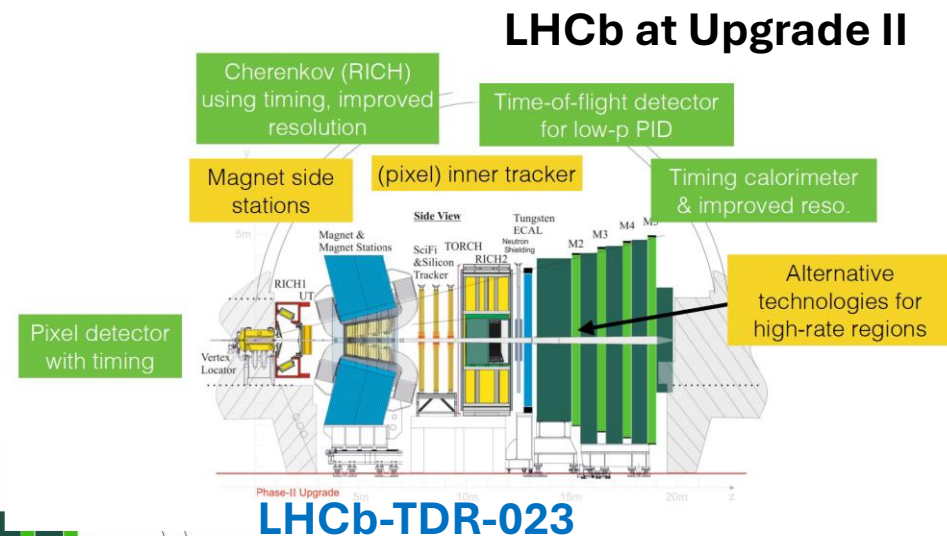 LHCb at Upgrade II
Cherenkov (RICH)
using timing, improved
resolution
Time-of-flight detector
for low-p PID
Magnet side
stations
(pixel) inner tracker
Timing calorimeter
& improved reso.
Side View
Tungsten
ECAL
Neutron
Shielding
M2
M3
M4
M5
y
5m
Magnet &
Magnet Stations
SciFi
&Silicon
Tracker
TORCH
RICH2
RICH1
UT
Alternative
technologies for
high-rate regions
Pixel detector
with timing
Vertex
Locator
Phase-II Upgrade
5m
10m
15m
20m
z
LHCb-TDR-023